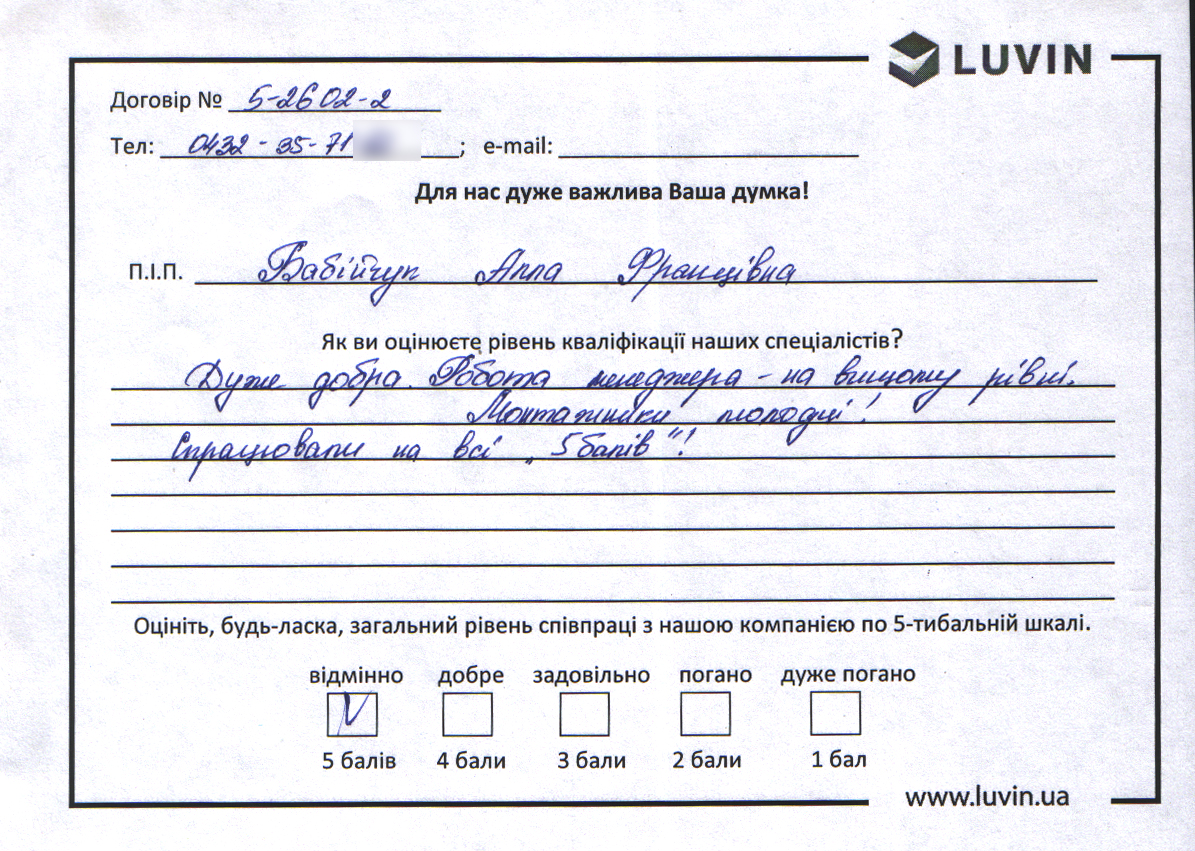 LUVIN
Договір № 5-2602-2
Тел: 0432 - 35 - 71 ; e-mail:
Для нас дуже важлива Ваша думка!
П.І.П. Бабійчук Алла Францівна
Як ви оцінюєте рівень кваліфікації наших спеціалістів?
Дуже добра. Робота менеджера - на вищому рівні.
Монтажники молодці!
Спрацювали на всі „5 балів"!
Оцініть, будь-ласка, загальний рівень співпраці з нашою компанією по 5-тибальній шкалі.
відмінно добре задовільно погано дуже погано
V
5 балів 4 бали 3 бали 2 бали 1 бал
www.luvin.ua